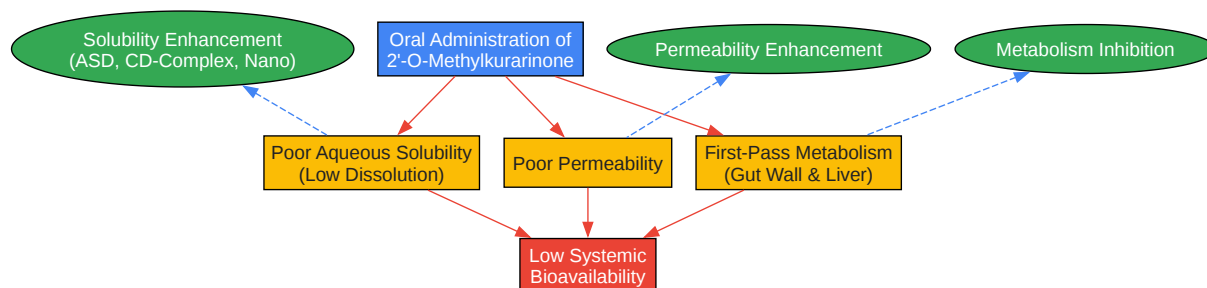 Solubility Enhancement
(ASD, CD-Complex, Nano)
Oral Administration of
2'-O-Methylkurarinone
Permeability Enhancement
Metabolism Inhibition
Poor Aqueous Solubility
(Low Dissolution)
Poor Permeability
First-Pass Metabolism
(Gut Wall & Liver)
Low Systemic
Bioavailability